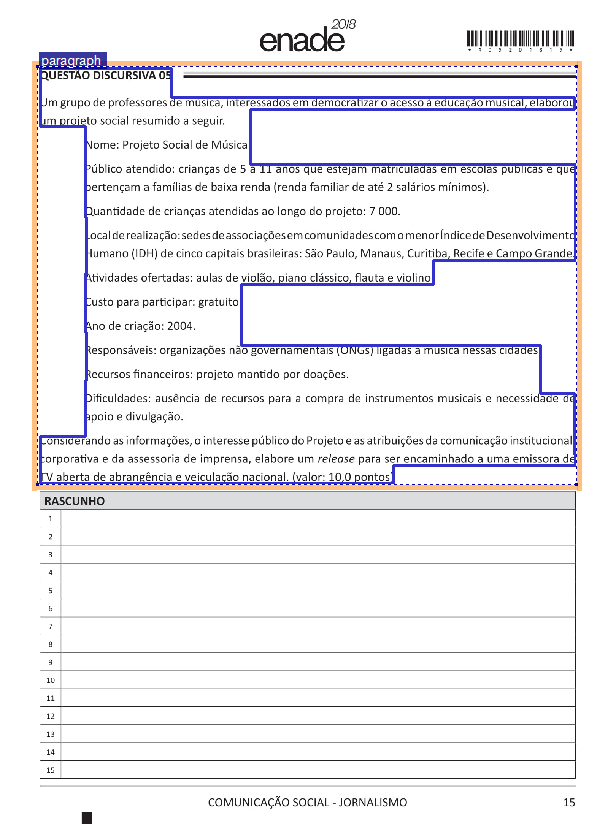 enade 2018
paragraph
QUESTÃO DISCURSIVA 05
Um grupo de professores de música, interessados em democratizar o acesso à educação musical, elaborou
um projeto social resumido a seguir.
Nome: Projeto Social de Música
Público atendido: crianças de 5 a 11 anos que estejam matriculadas em escolas públicas e que
pertençam a famílias de baixa renda (renda familiar de até 2 salários mínimos).
Quantidade de crianças atendidas ao longo do projeto: 7 000.
Local de realização: sedes de associações em comunidades com o menor Índice de Desenvolvimento
Humano (IDH) de cinco capitais brasileiras: São Paulo, Manaus, Curitiba, Recife e Campo Grande.
Atividades ofertadas: aulas de violão, piano clássico, flauta e violino.
Custo para participar: gratuito.
Ano de criação: 2004.
Responsáveis: organizações não governamentais (ONGs) ligadas à música nessas cidades.
Recursos financeiros: projeto mantido por doações.
Dificuldades: ausência de recursos para a compra de instrumentos musicais e necessidade de
apoio e divulgação.
Considerando as informações, o interesse público do Projeto e as atribuições da comunicação institucional/
corporativa e da assessoria de imprensa, elabore um release para ser encaminhado a uma emissora de
TV aberta de abrangência e veiculação nacional. (valor: 10,0 pontos)
RASCUNHO
1
2
3
4
5
6
7
8
9
10
11
12
13
14
15
COMUNICAÇÃO SOCIAL - JORNALISMO 15